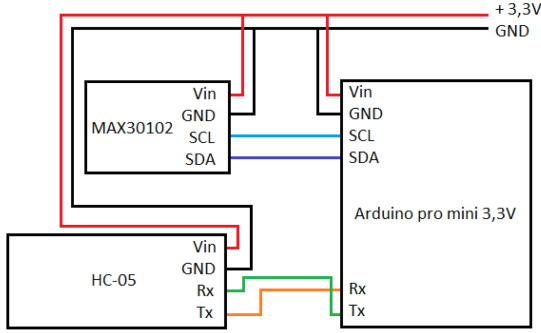 + 3,3V
GND
MAX30102
Vin
GND
SCL
SDA
Vin
GND
SCL
SDA
Arduino pro mini 3,3V
Rx
Tx
HC-05
Vin
GND
Rx
Tx